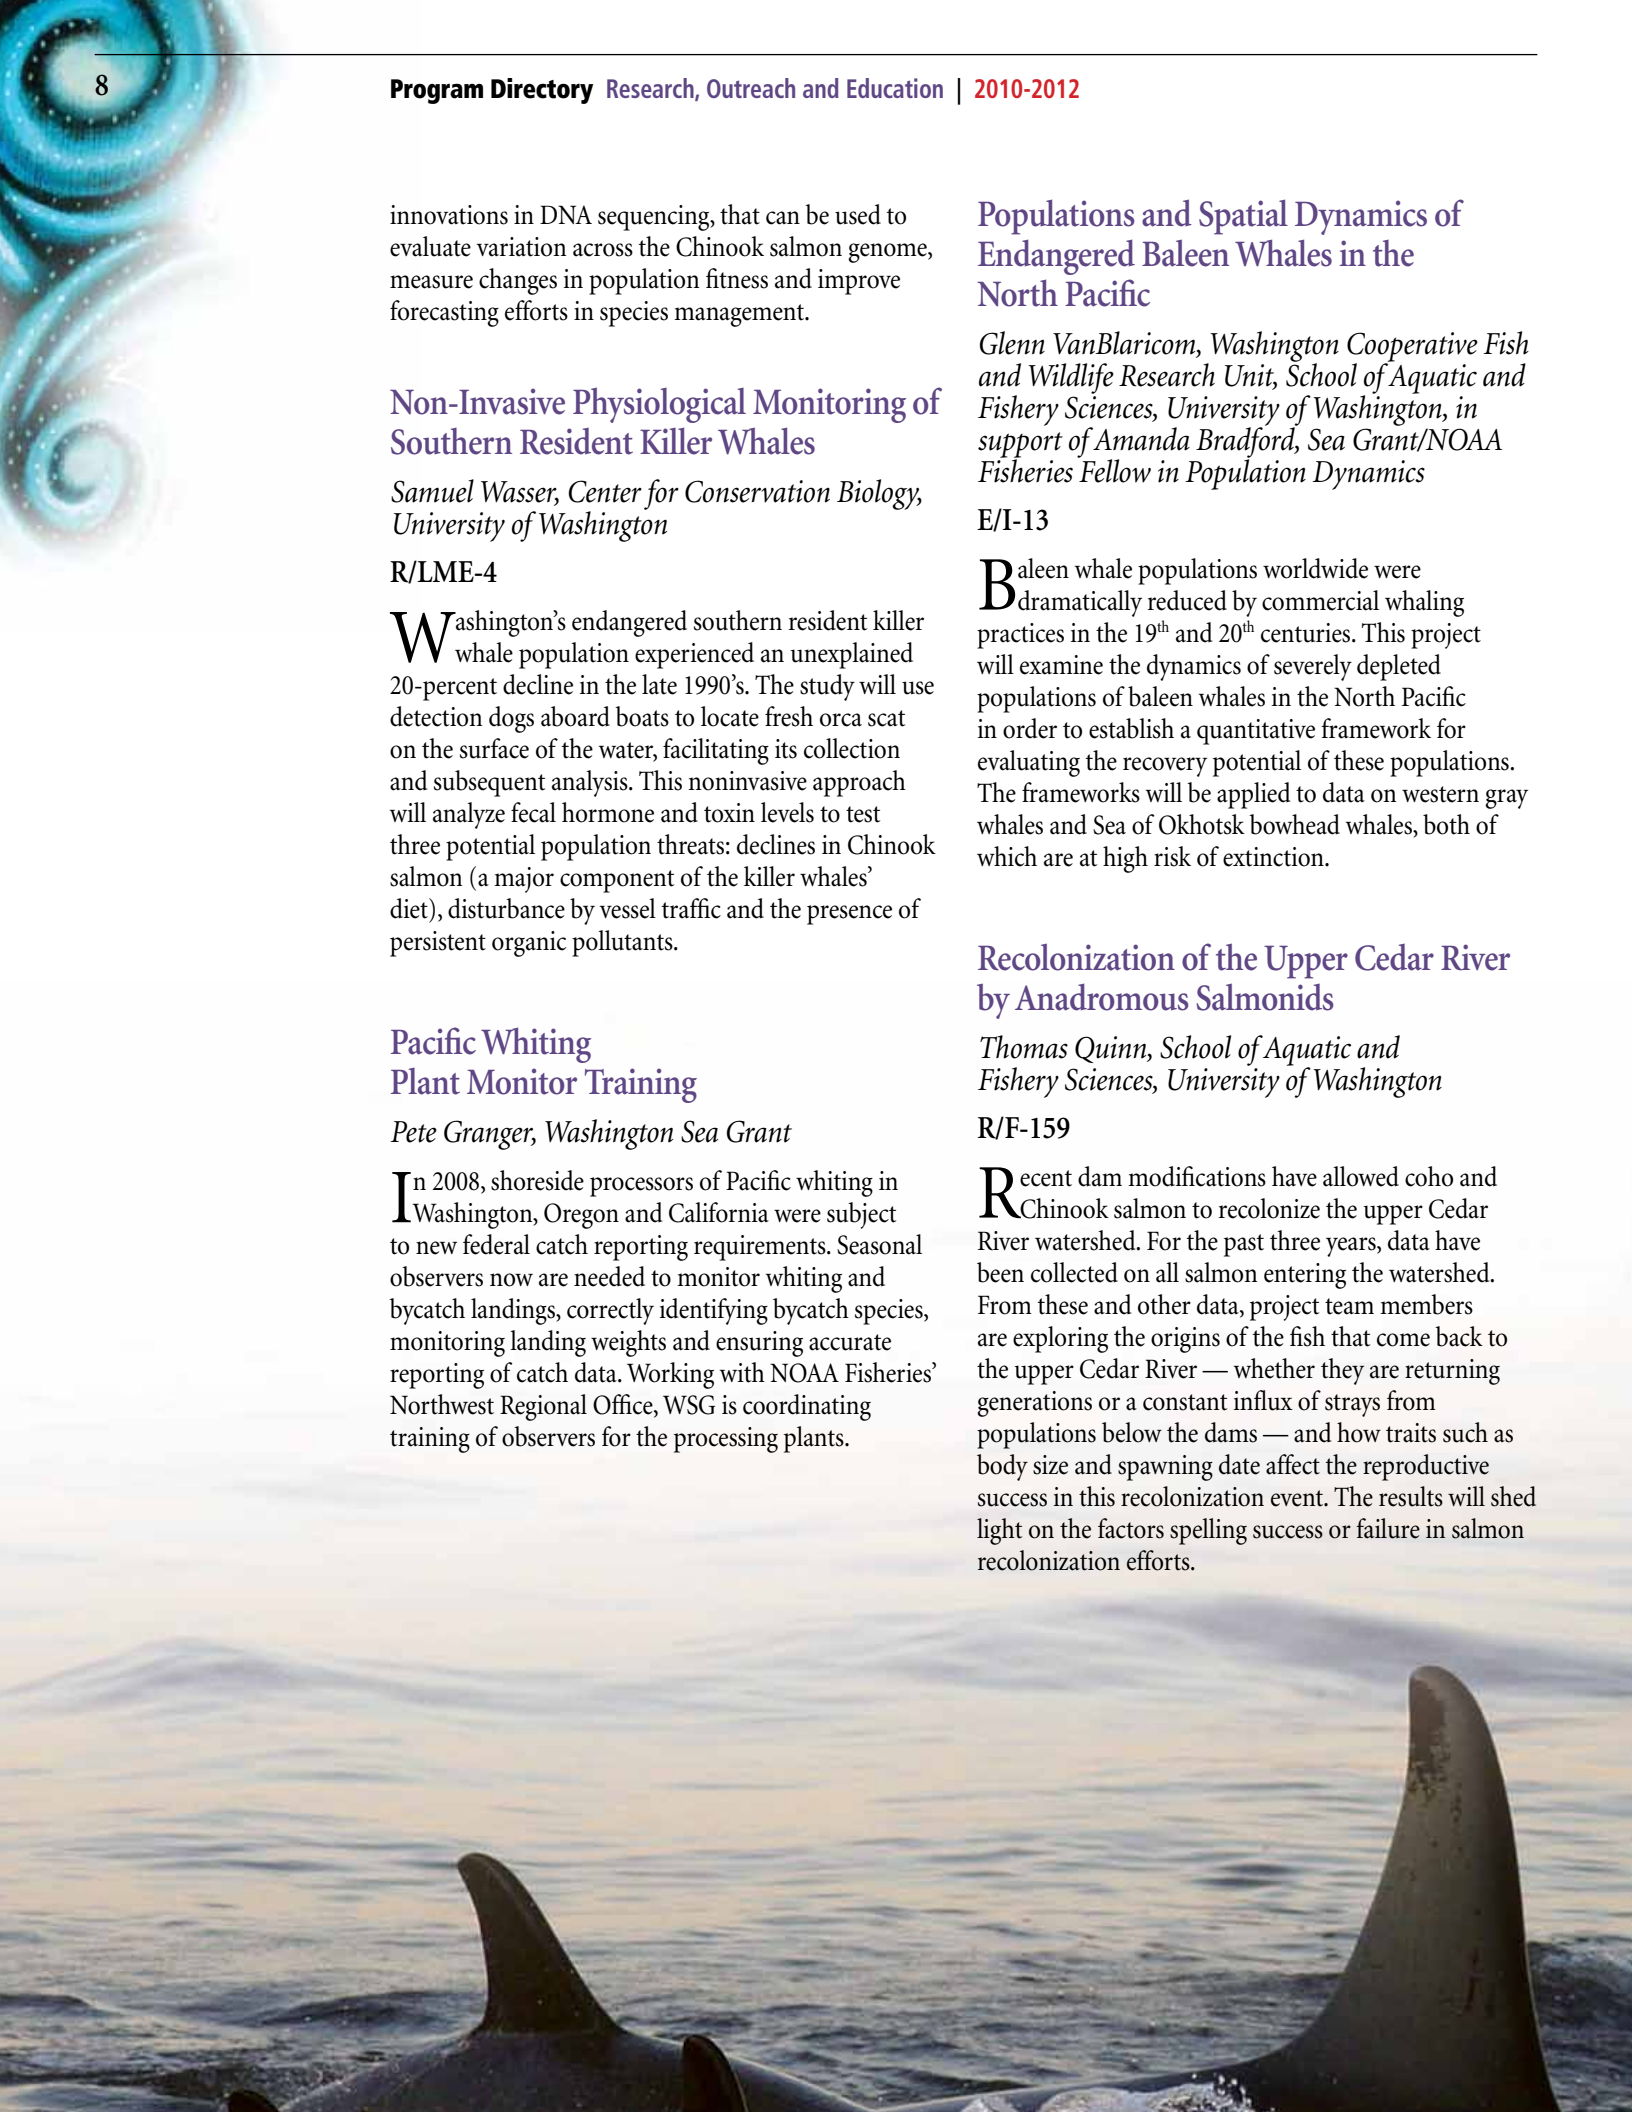 8
Program Directory Research, Outreach and Education | 2010-2012
innovations in DNA sequencing, that can be used to
evaluate variation across the Chinook salmon genome,
measure changes in population fitness and improve
forecasting efforts in species management.
Non-Invasive Physiological Monitoring of
Southern Resident Killer Whales
Samuel Wasser, Center for Conservation Biology,
University of Washington
R/LME-4
Washington’s endangered southern resident killer
whale population experienced an unexplained
20-percent decline in the late 1990’s. The study will use
detection dogs aboard boats to locate fresh orca scat
on the surface of the water, facilitating its collection
and subsequent analysis. This noninvasive approach
will analyze fecal hormone and toxin levels to test
three potential population threats: declines in Chinook
salmon (a major component of the killer whales’
diet), disturbance by vessel traffic and the presence of
persistent organic pollutants.
Pacific Whiting
Plant Monitor Training
Pete Granger, Washington Sea Grant
In 2008, shoreside processors of Pacific whiting in
Washington, Oregon and California were subject
to new federal catch reporting requirements. Seasonal
observers now are needed to monitor whiting and
bycatch landings, correctly identifying bycatch species,
monitoring landing weights and ensuring accurate
reporting of catch data. Working with NOAA Fisheries’
Northwest Regional Office, WSG is coordinating
training of observers for the processing plants.
Populations and Spatial Dynamics of
Endangered Baleen Whales in the
North Pacific
Glenn VanBlaricom, Washington Cooperative Fish
and Wildlife Research Unit, School of Aquatic and
Fishery Sciences, University of Washington, in
support of Amanda Bradford, Sea Grant/NOAA
Fisheries Fellow in Population Dynamics
E/I-13
Baleen whale populations worldwide were
dramatically reduced by commercial whaling
practices in the 19th and 20th centuries. This project
will examine the dynamics of severely depleted
populations of baleen whales in the North Pacific
in order to establish a quantitative framework for
evaluating the recovery potential of these populations.
The frameworks will be applied to data on western gray
whales and Sea of Okhotsk bowhead whales, both of
which are at high risk of extinction.
Recolonization of the Upper Cedar River
by Anadromous Salmonids
Thomas Quinn, School of Aquatic and
Fishery Sciences, University of Washington
R/F-159
Recent dam modifications have allowed coho and
Chinook salmon to recolonize the upper Cedar
River watershed. For the past three years, data have
been collected on all salmon entering the watershed.
From these and other data, project team members
are exploring the origins of the fish that come back to
the upper Cedar River — whether they are returning
generations or a constant influx of strays from
populations below the dams — and how traits such as
body size and spawning date affect the reproductive
success in this recolonization event. The results will shed
light on the factors spelling success or failure in salmon
recolonization efforts.